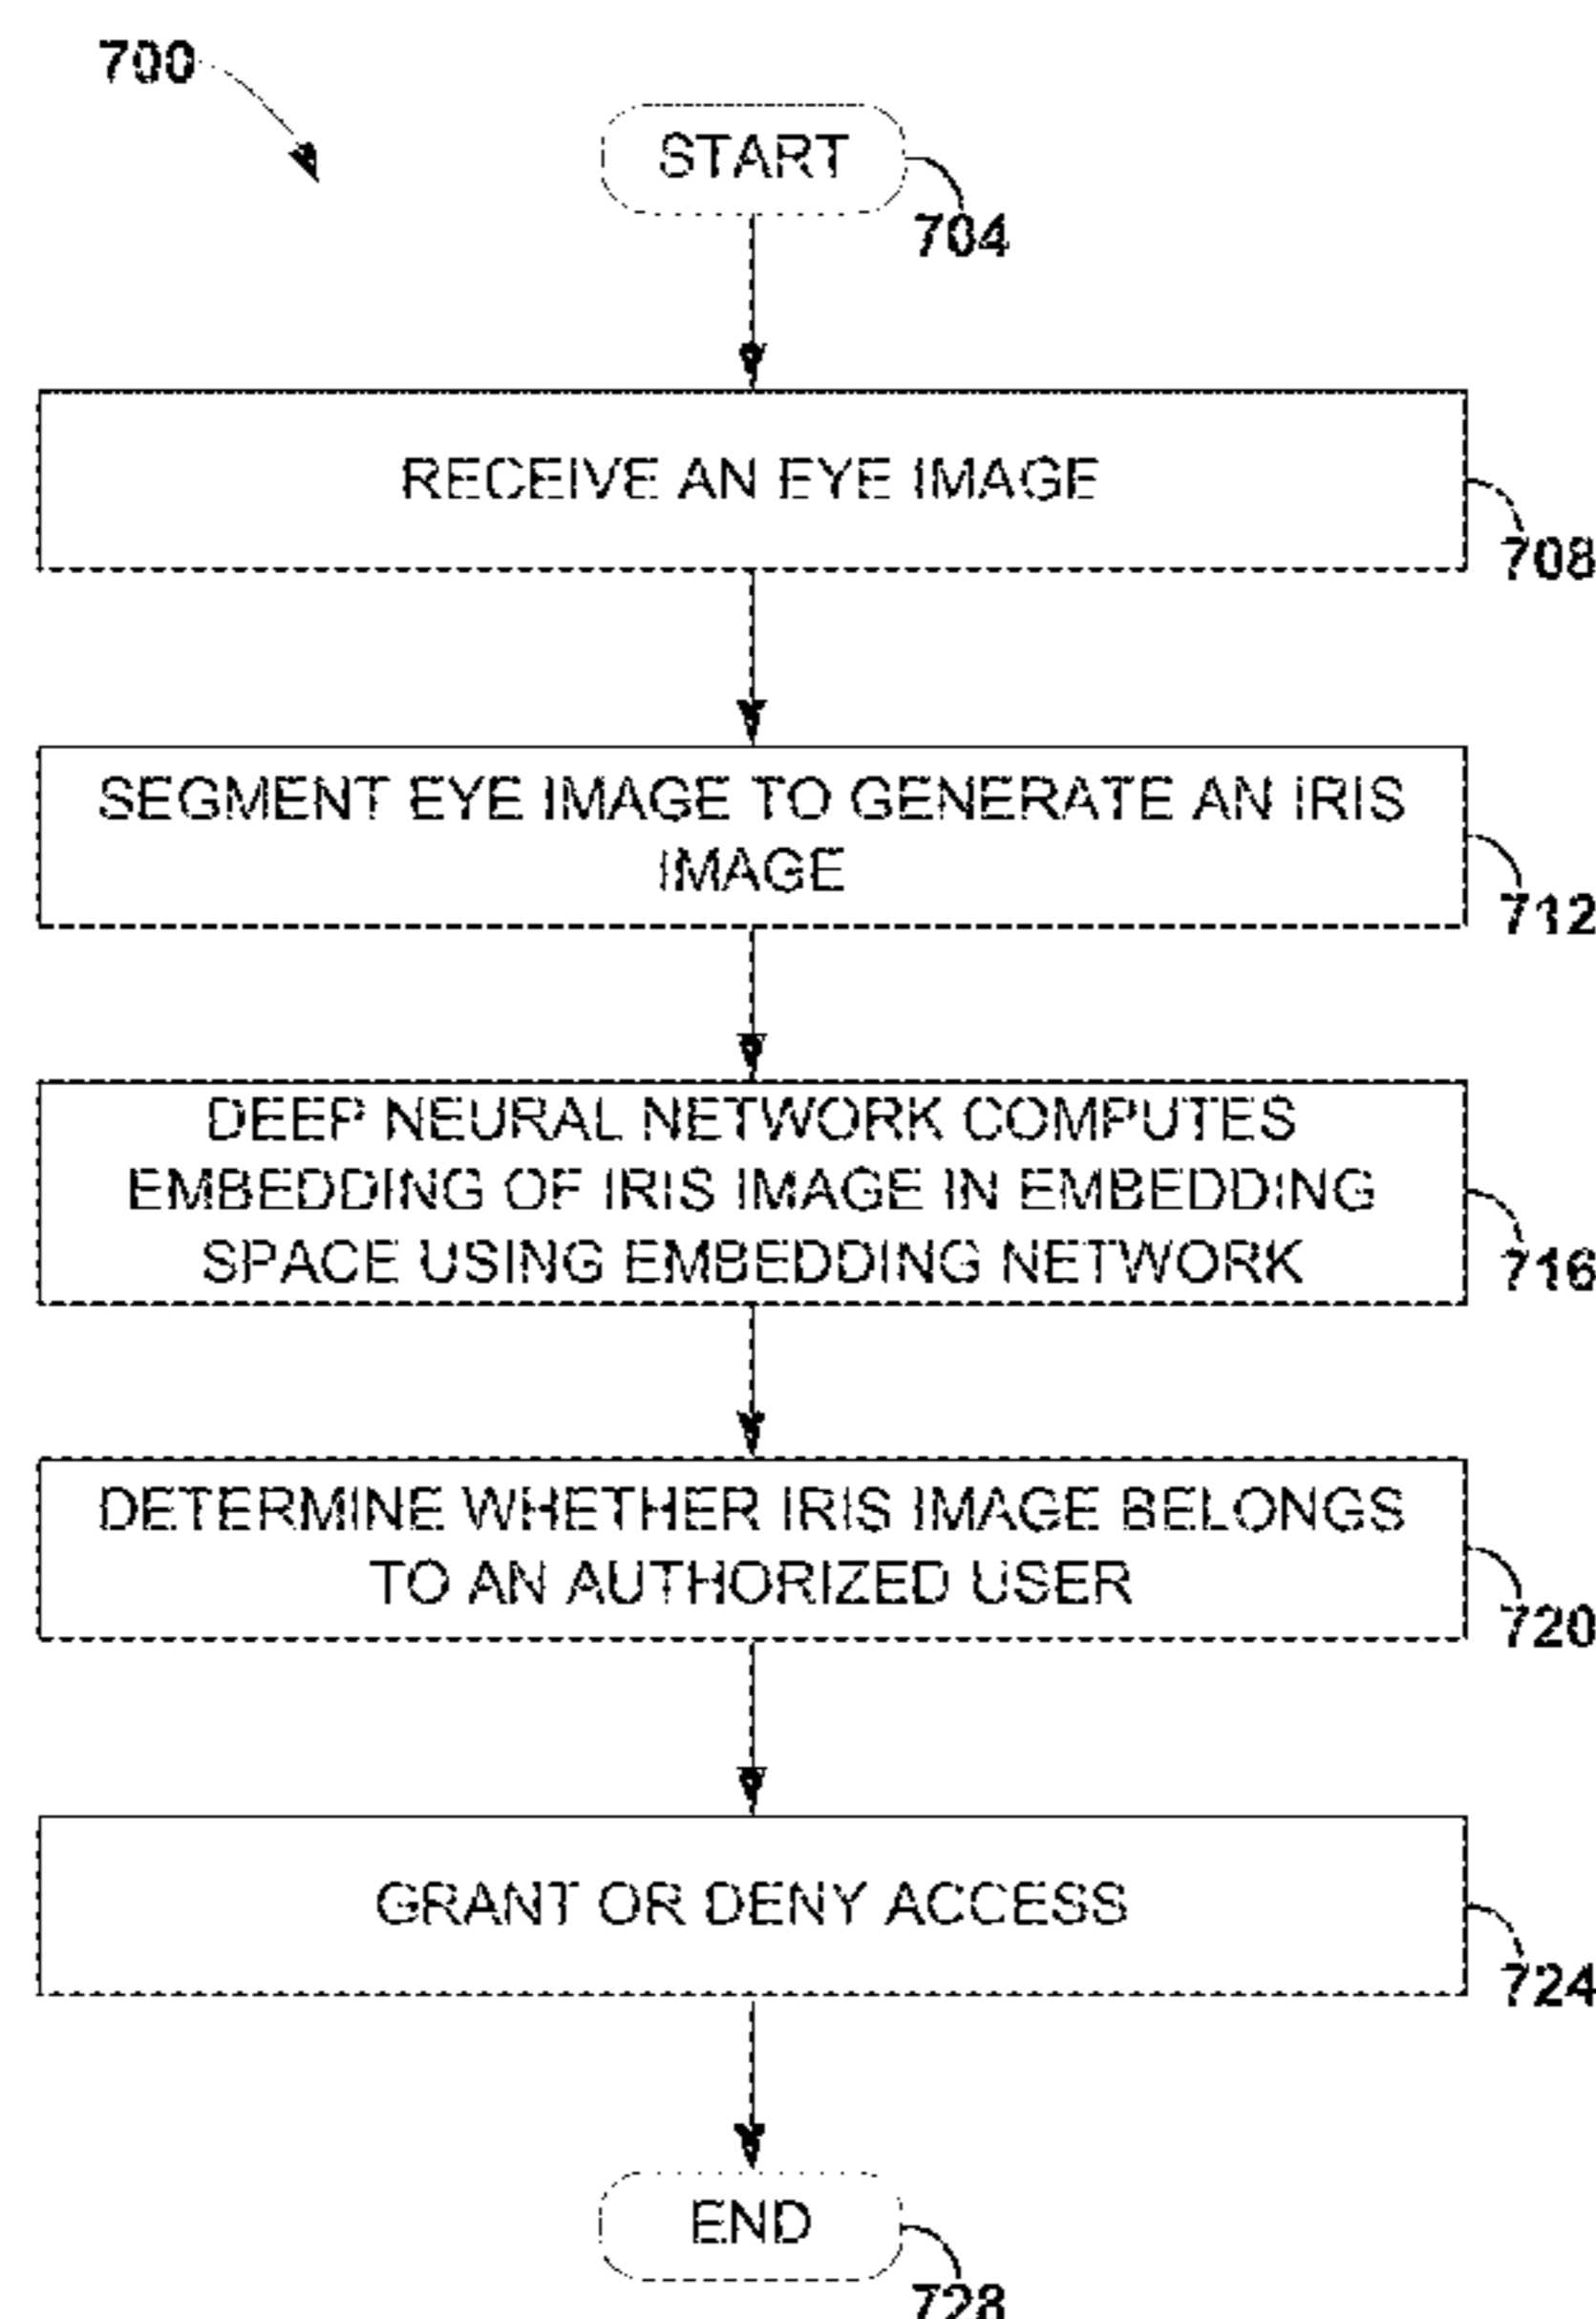 700
START
704
RECEIVE AN EYE IMAGE
708
SEGMENT EYE IMAGE TO GENERATE AN IRIS
IMAGE
712
DEEP NEURAL NETWORK COMPUTES
EMBEDDING OF IRIS IMAGE IN EMBEDDING
SPACE USING EMBEDDING NETWORK
716
DETERMINE WHETHER IRIS IMAGE BELONGS
TO AN AUTHORIZED USER
720
GRANT OR DENY ACCESS
724
END
728